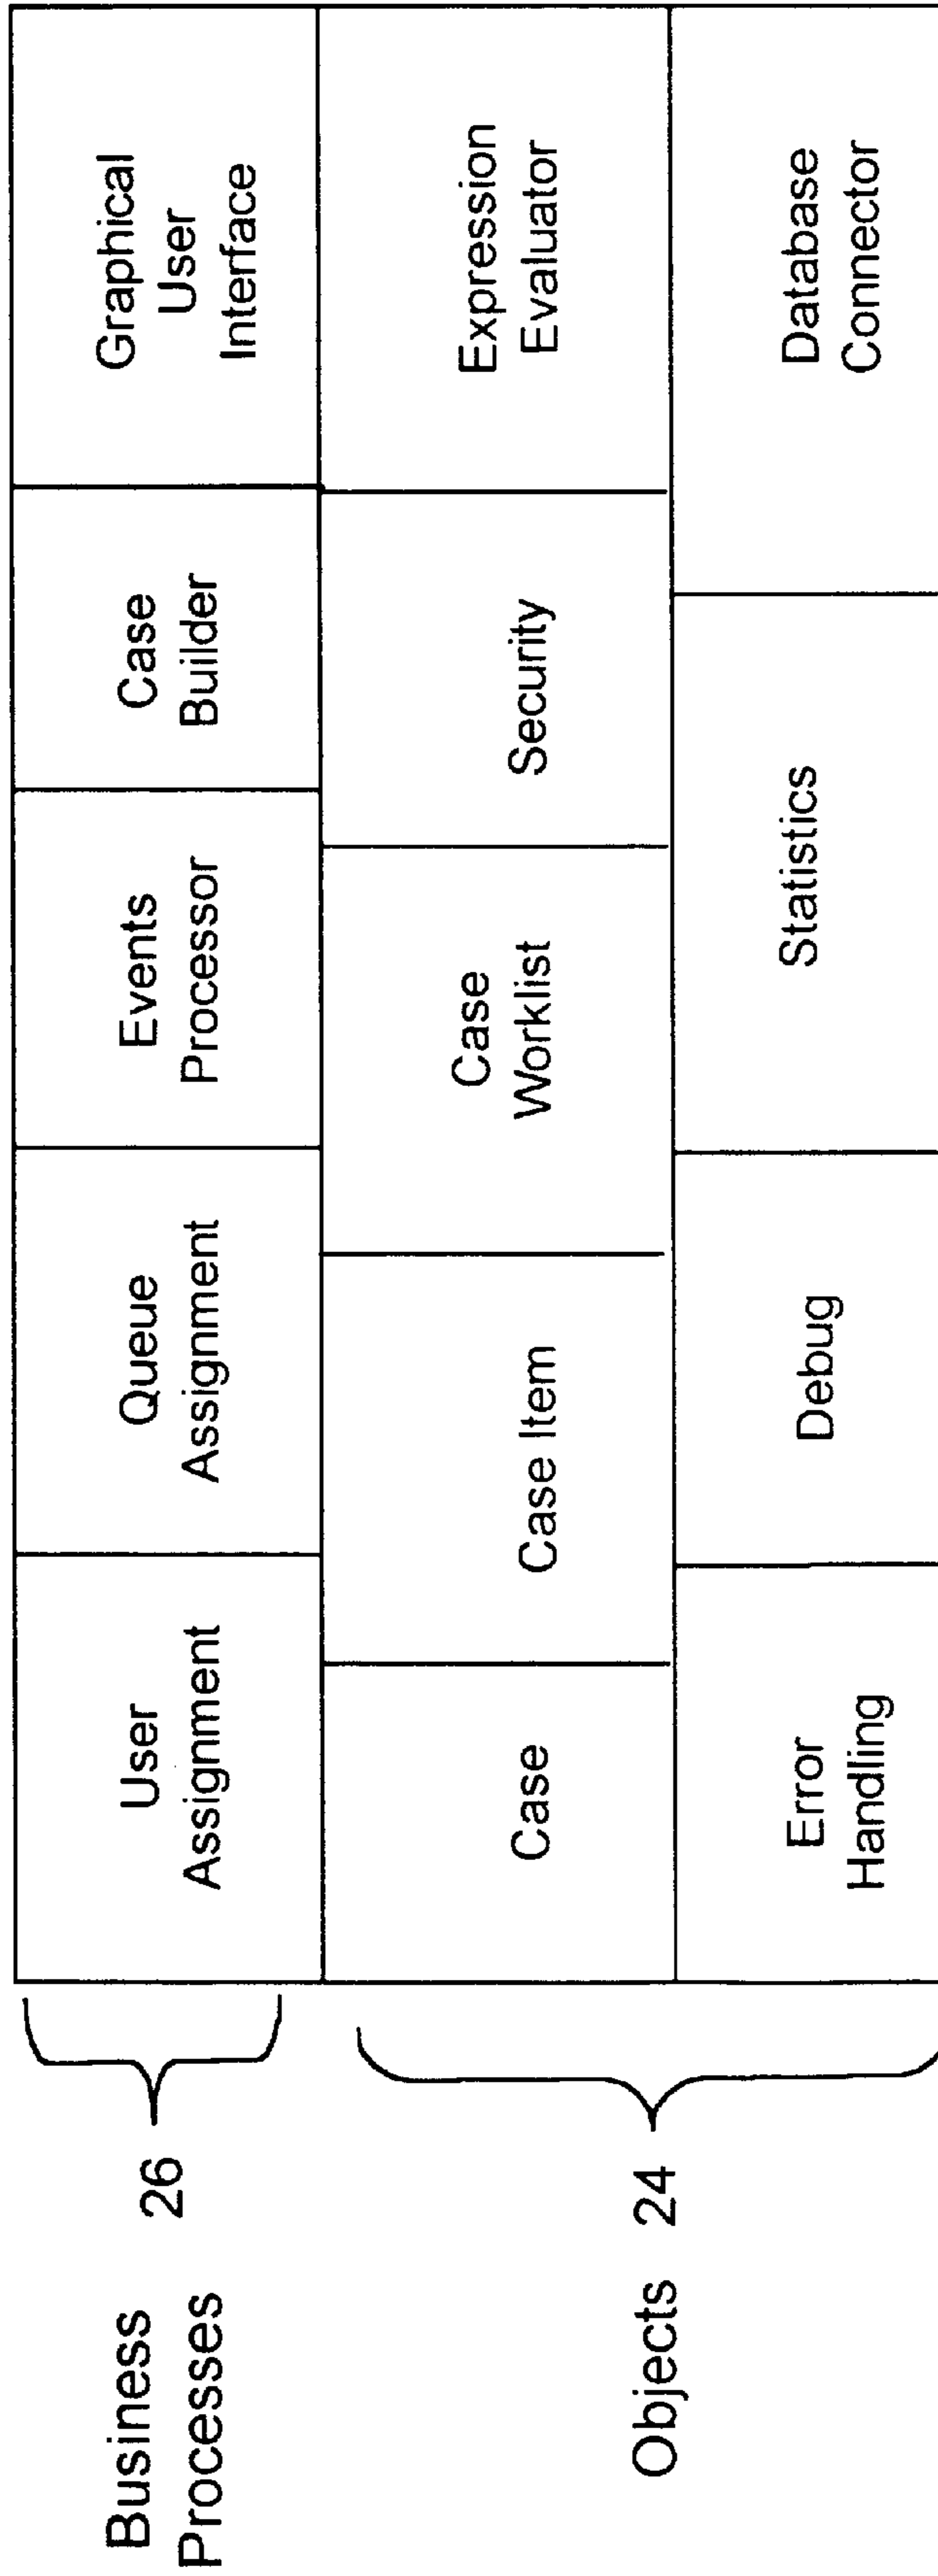 Business
Processes
26
User
Assignment
Queue
Assignment
Events
Processor
Case
Builder
Graphical
User
Interface
Objects 24
Case
Case Item
Case
Worklist
Security
Expression
Evaluator
Error
Handling
Debug
Statistics
Database
Connector